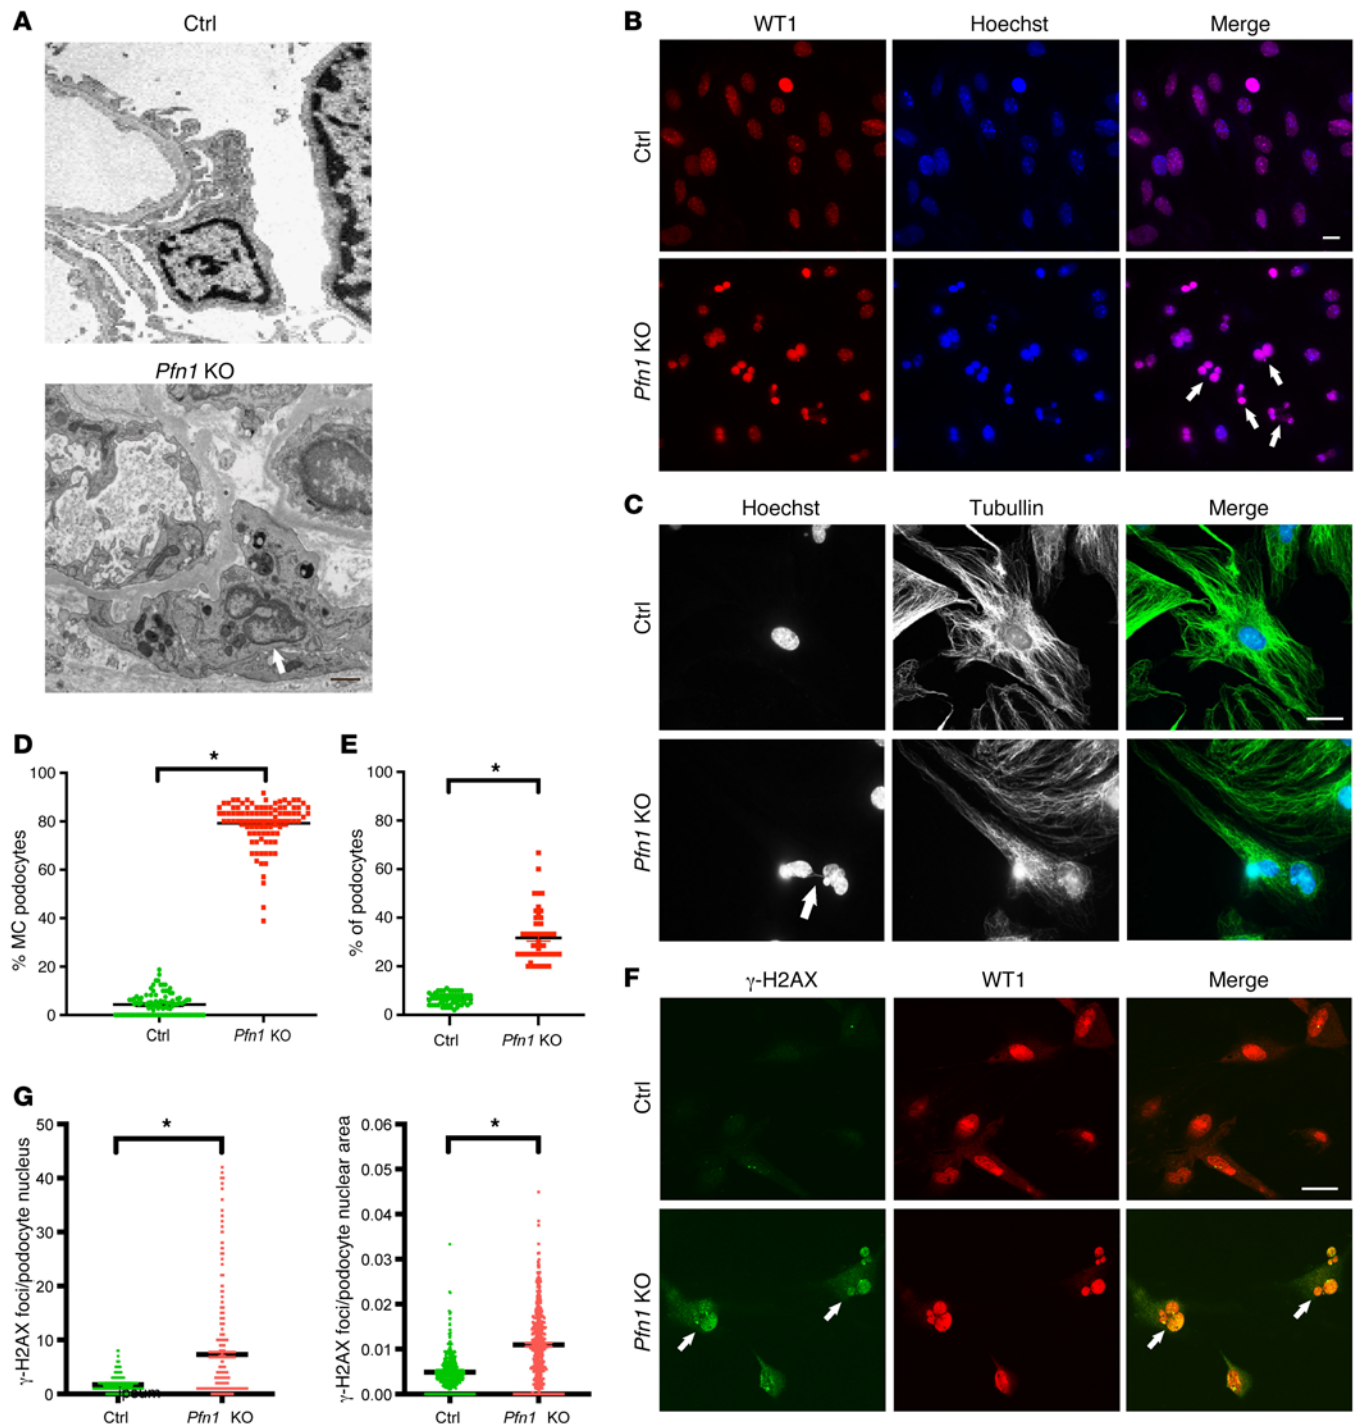 A
Ctrl
Pfn1 KO
B
WT1
Hoechst
Merge
Ctrl
Pfn1 KO
C
Hoechst
Tubullin
Merge
Ctrl
Pfn1 KO
D
*
% MC podocytes
100
80
60
40
20
0
Ctrl
Pfn1 KO
E
*
% of podocytes
100
80
60
40
20
0
Ctrl
Pfn1 KO
F
γ-H2AX
WT1
Merge
Ctrl
Pfn1 KO
G
*
γ-H2AX foci/podocyte nucleus
50
40
30
20
10
0
ipsum
Ctrl
Pfn1 KO
*
γ-H2AX foci/podocyte nuclear area
0.06
0.05
0.04
0.03
0.02
0.01
0.00
Ctrl
Pfn1 KO